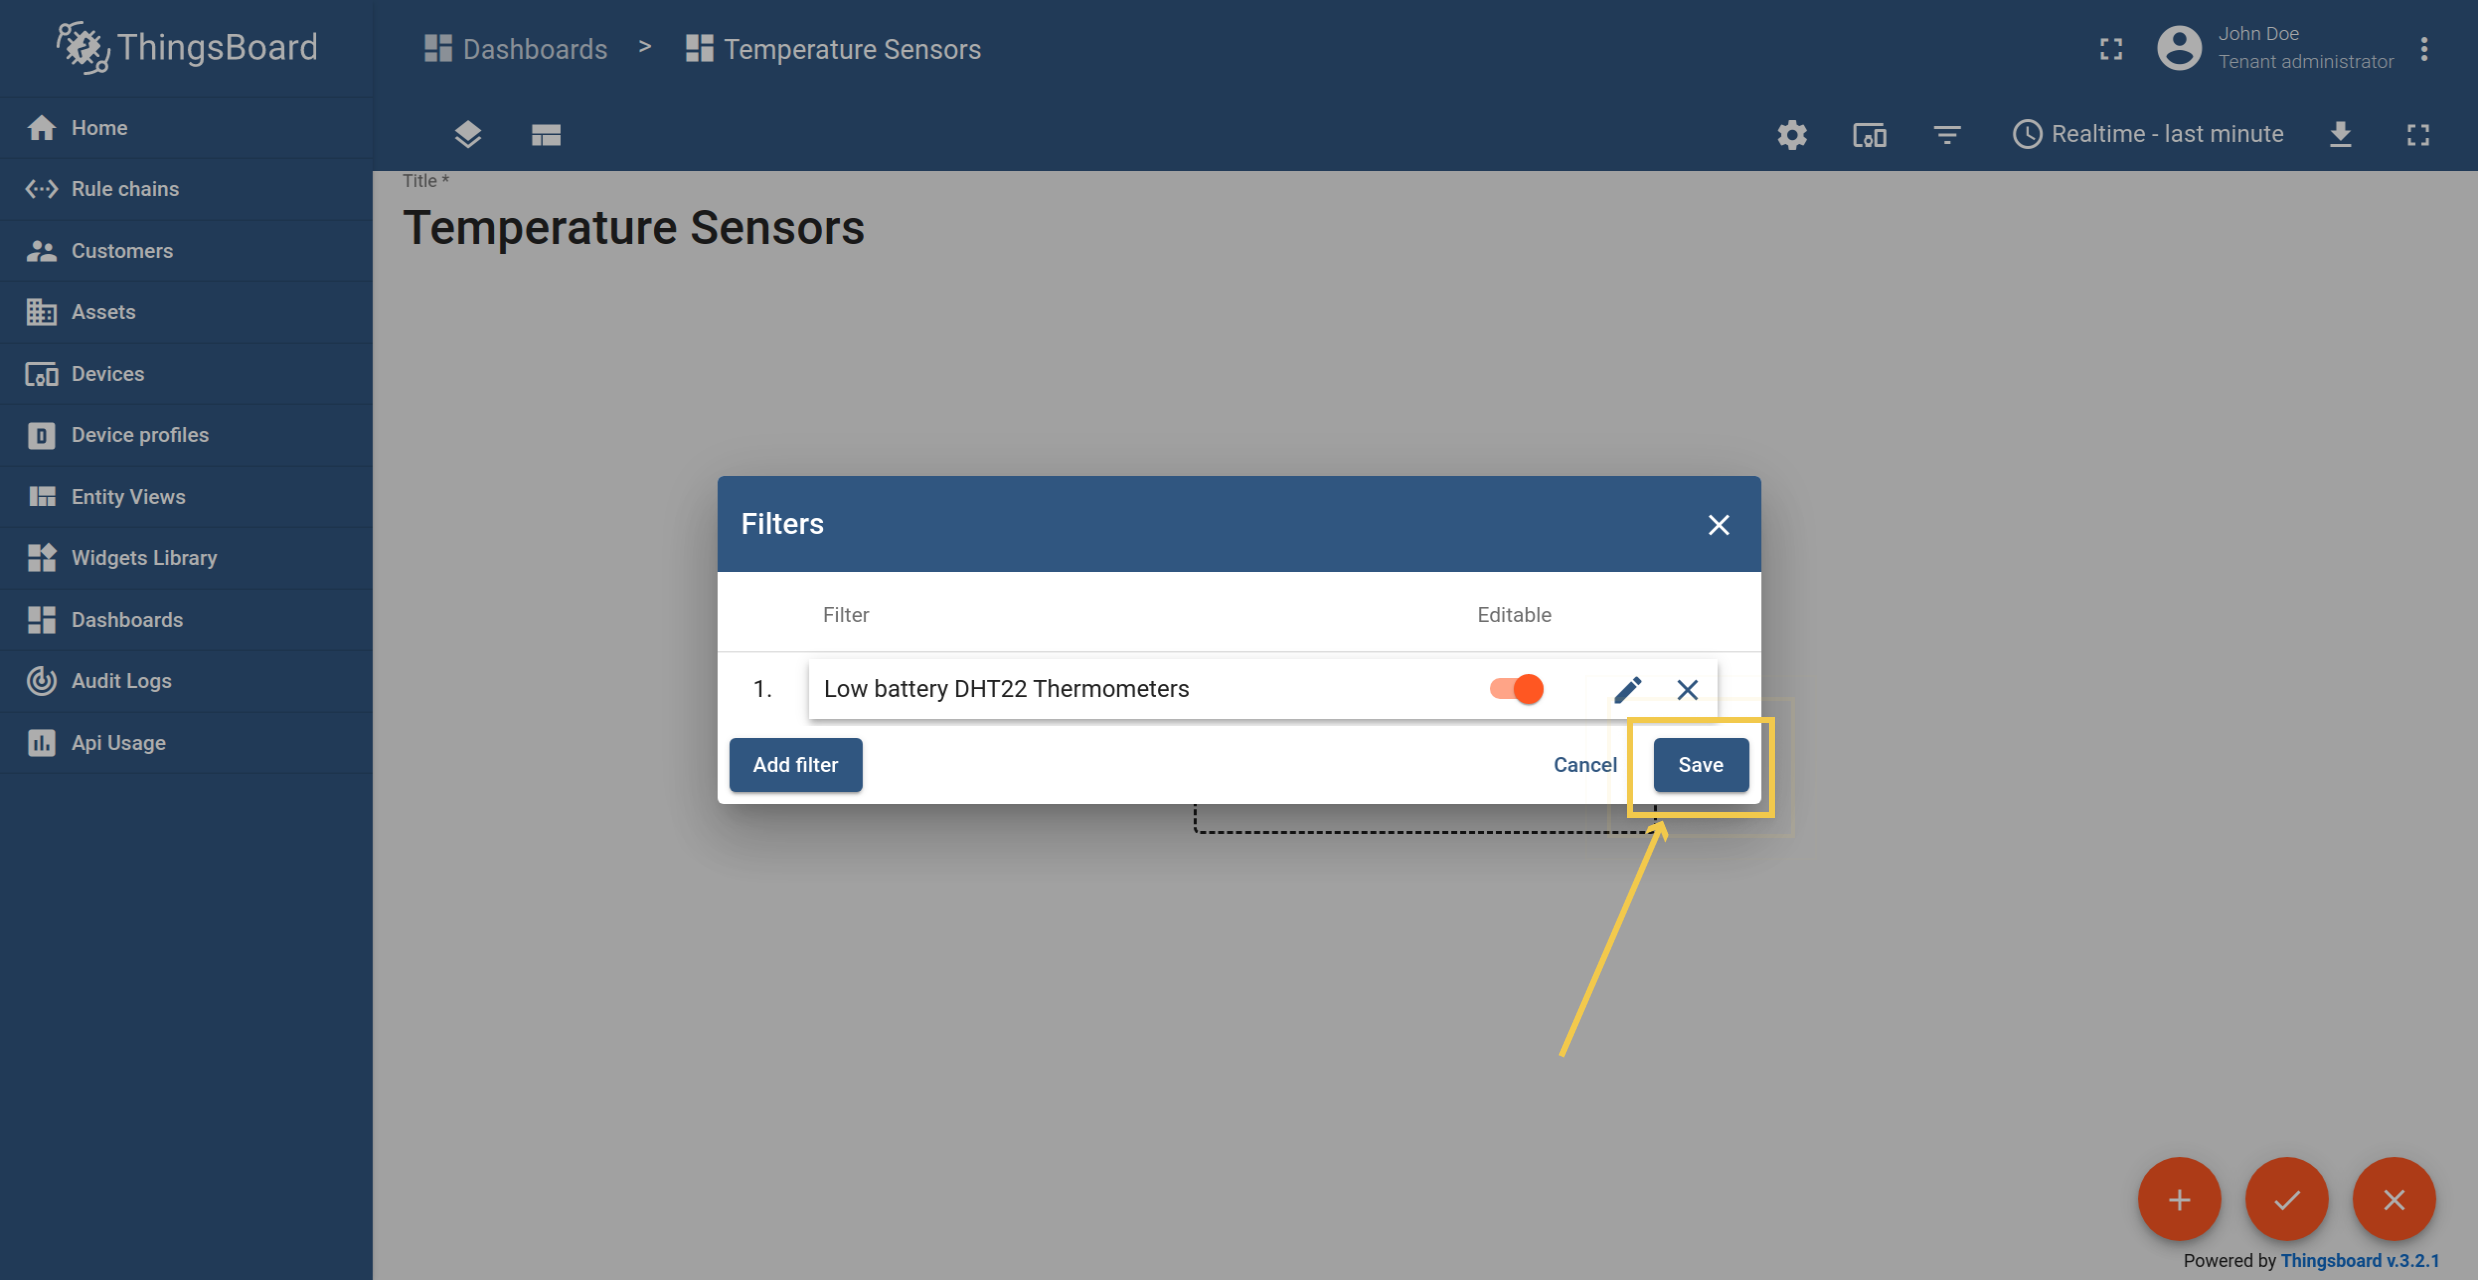 ThingsBoard
Dashboards > Temperature Sensors
John Doe
Tenant administrator
Realtime - last minute
Home
Rule chains
Customers
Assets
Devices
Device profiles
Entity Views
Widgets Library
Dashboards
Audit Logs
Api Usage
Title *
Temperature Sensors
Filters
Filter Editable
1. Low battery DHT22 Thermometers
Add filter Cancel Save
Powered by Thingsboard v.3.2.1